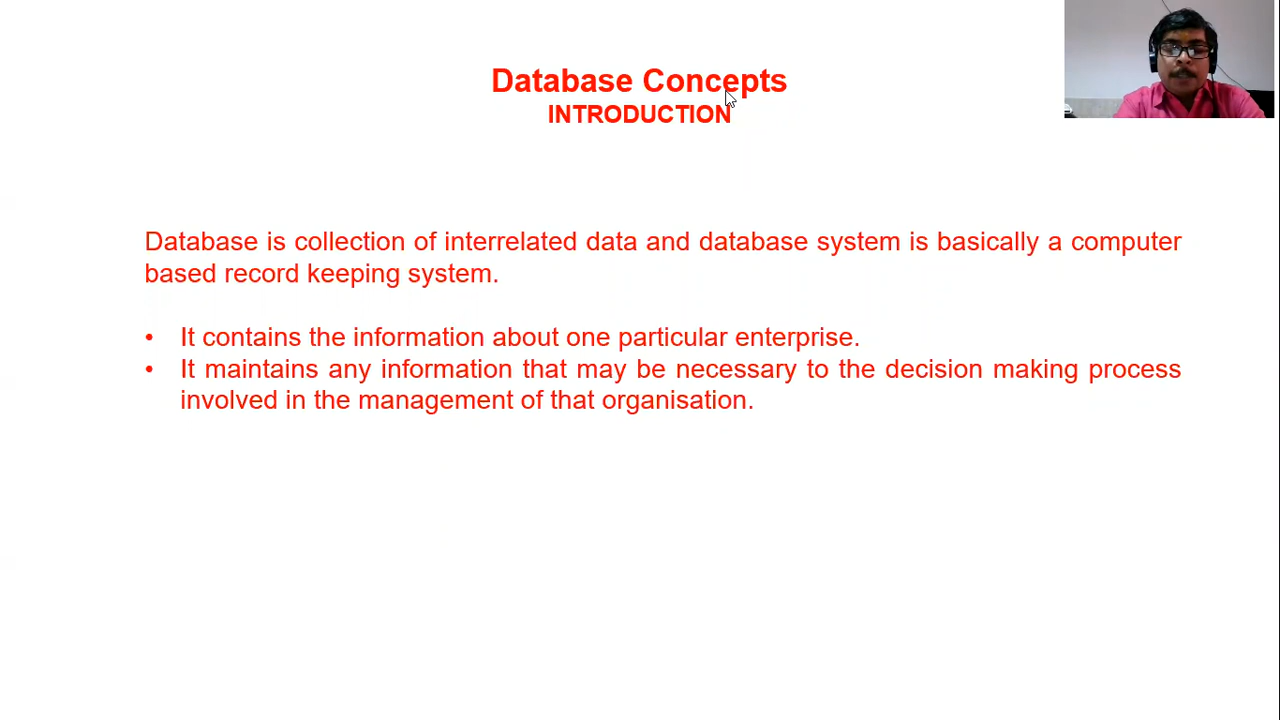 Database Concepts
INTRODUCTION
Database is collection of interrelated data and database system is basically a computer
based record keeping system.
• It contains the information about one particular enterprise.
• It maintains any information that may be necessary to the decision making process
involved in the management of that organisation.